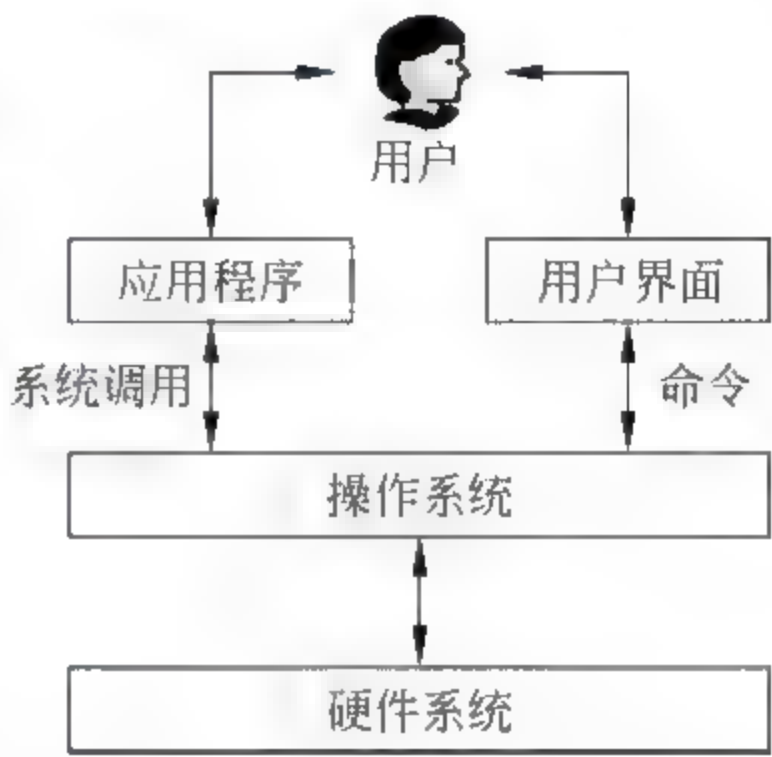 用户
应用程序
用户界面
系统调用
命令
操作系统
硬件系统